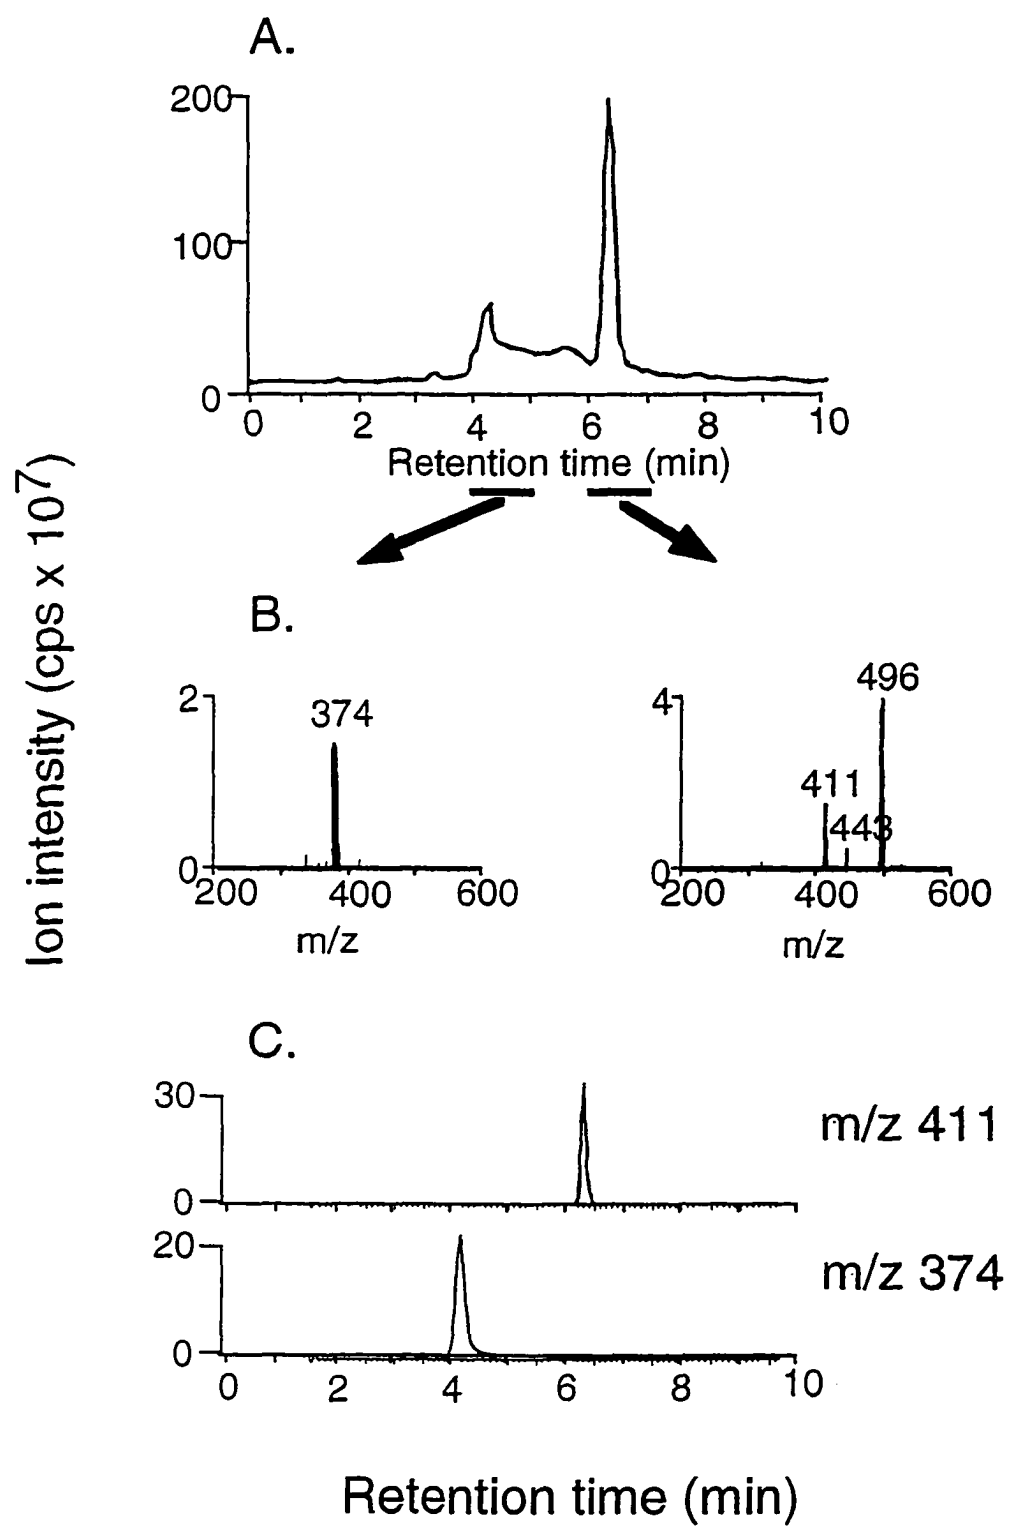 A.
200
100
0
0 2 4 6 8 10
Retention time (min)
Ion intensity (cps x 10⁷)
B.
2
374
0
200 400 600
m/z
4
496
411
443
0
200 400 600
m/z
C.
30
0
m/z 411
20
0
m/z 374
0 2 4 6 8 10
Retention time (min)